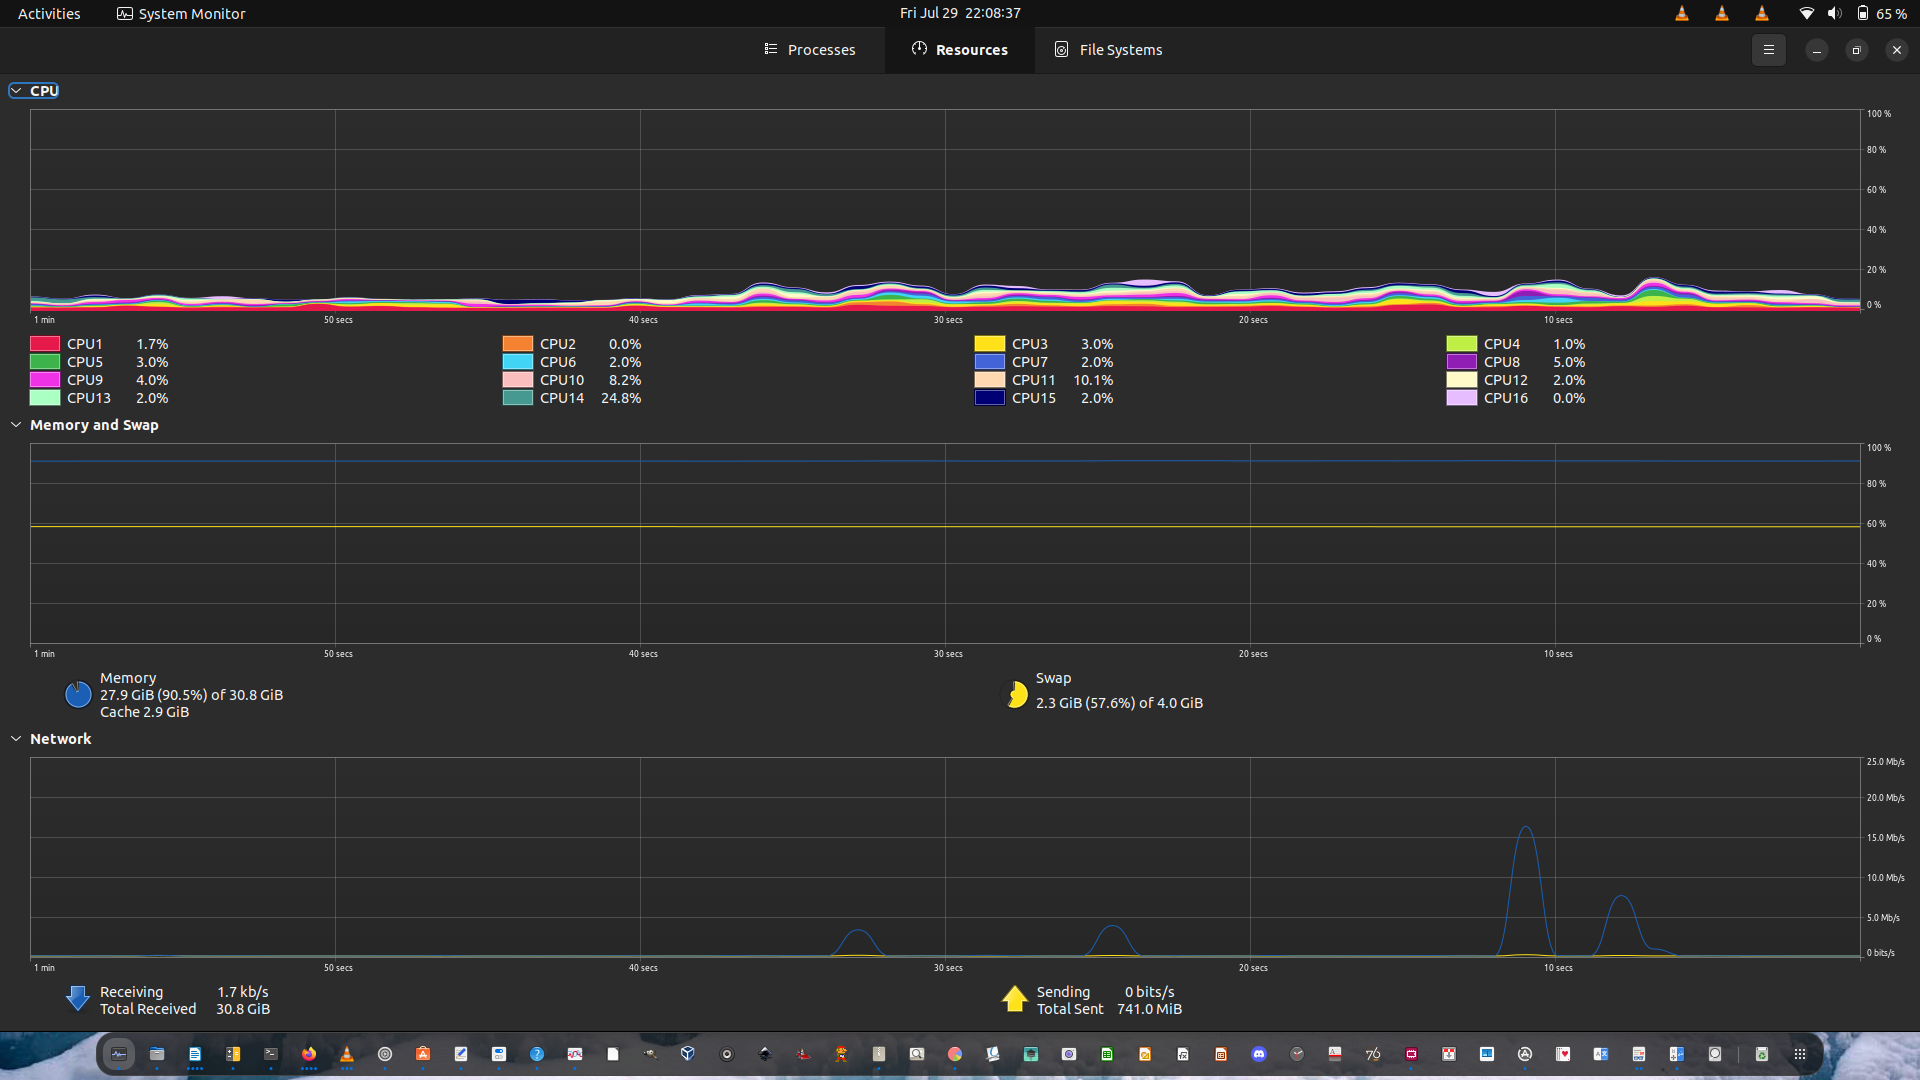 Activities System Monitor Fri Jul 29 22:08:37 65 %
Processes Resources File Systems
CPU
100 %
80 %
60 %
40 %
20 %
0 %
1 min 50 secs 40 secs 30 secs 20 secs 10 secs
CPU1 1.7% CPU2 0.0% CPU3 3.0% CPU4 1.0%
CPU5 3.0% CPU6 2.0% CPU7 2.0% CPU8 5.0%
CPU9 4.0% CPU10 8.2% CPU11 10.1% CPU12 2.0%
CPU13 2.0% CPU14 24.8% CPU15 2.0% CPU16 0.0%
Memory and Swap
100 %
80 %
60 %
40 %
20 %
0 %
1 min 50 secs 40 secs 30 secs 20 secs 10 secs
Memory
27.9 GiB (90.5%) of 30.8 GiB
Cache 2.9 GiB
Swap
2.3 GiB (57.6%) of 4.0 GiB
Network
25.0 Mb/s
20.0 Mb/s
15.0 Mb/s
10.0 Mb/s
5.0 Mb/s
0 bits/s
1 min 50 secs 40 secs 30 secs 20 secs 10 secs
Receiving 1.7 kb/s
Total Received 30.8 GiB
Sending 0 bits/s
Total Sent 741.0 MiB
76